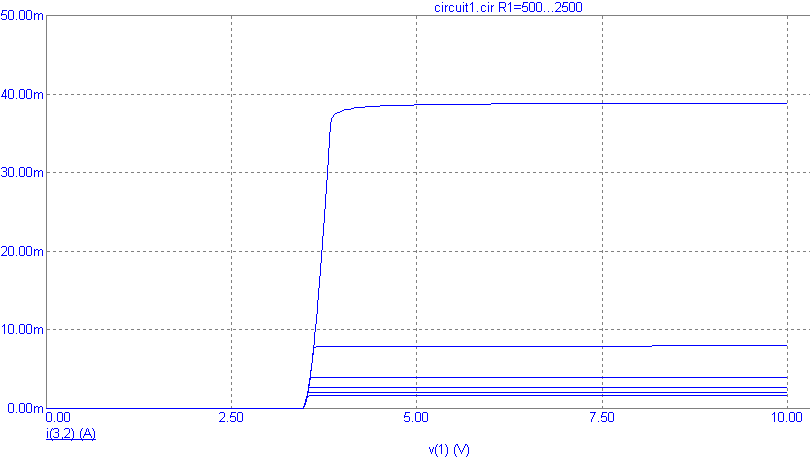 circuit1.cir R1=500...2500
50.00m
40.00m
30.00m
20.00m
10.00m
0.00m
0.00 2.50 5.00 7.50 10.00
i(3,2) (A)
v(1) (V)